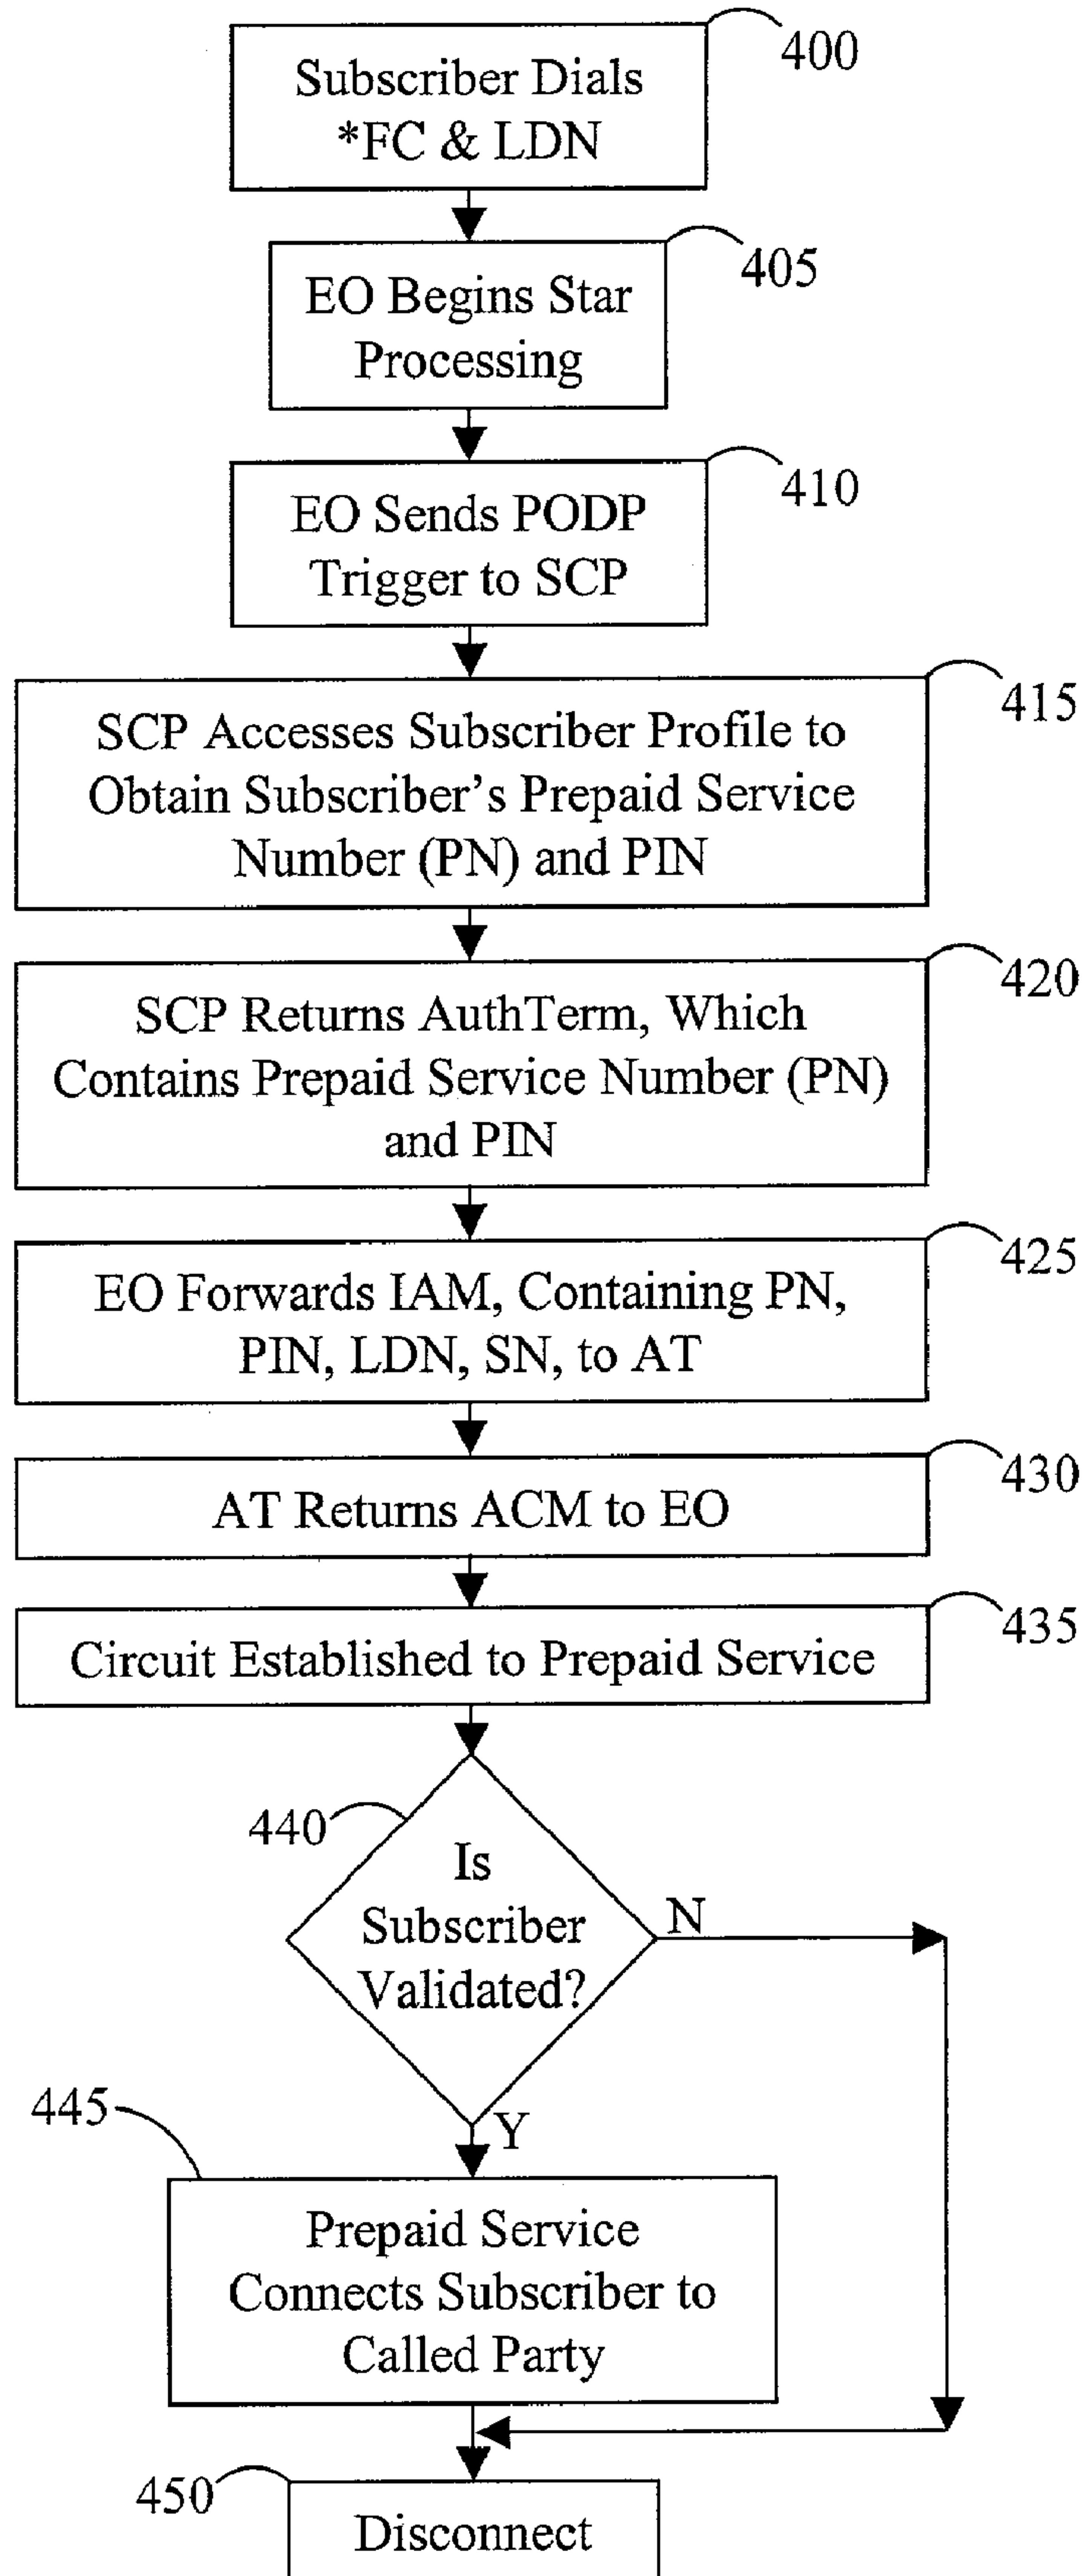 400
Subscriber Dials
*FC & LDN
405
EO Begins Star
Processing
410
EO Sends PODP
Trigger to SCP
415
SCP Accesses Subscriber Profile to
Obtain Subscriber's Prepaid Service
Number (PN) and PIN
420
SCP Returns AuthTerm, Which
Contains Prepaid Service Number (PN)
and PIN
425
EO Forwards IAM, Containing PN,
PIN, LDN, SN, to AT
430
AT Returns ACM to EO
435
Circuit Established to Prepaid Service
440
Is
Subscriber
Validated?
N
Y
445
Prepaid Service
Connects Subscriber to
Called Party
450
Disconnect